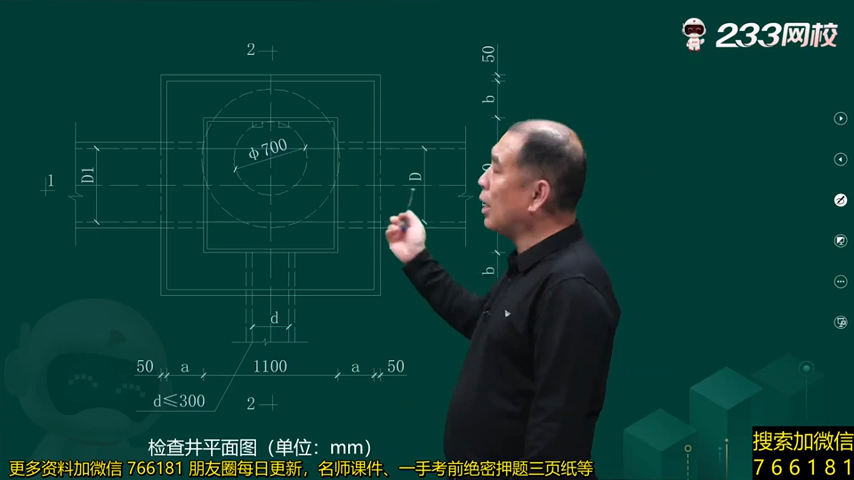 233网校
2
50
b
φ700
D1
D
1
b
d
50
a
1100
a
50
d≤300
2
检查井平面图（单位：mm）
更多资料加微信 766181 朋友圈每日更新，名师课件、一手考前绝密押题三页纸等
搜索加微信
766181